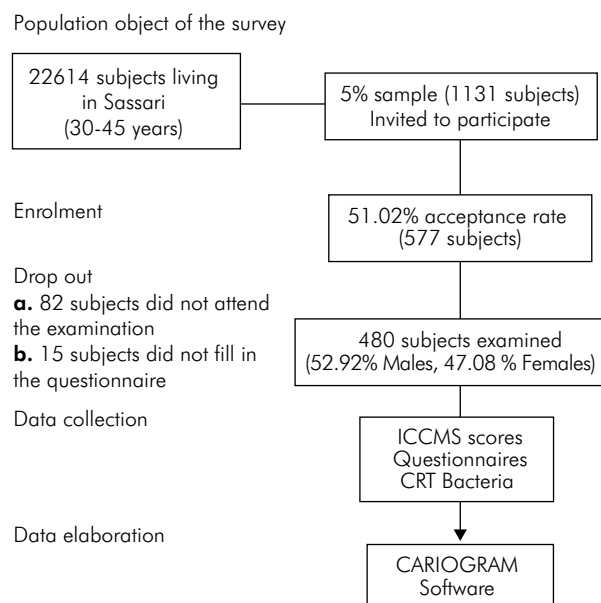 Population object of the survey
22614 subjects living
in Sassari
(30-45 years)
5% sample (1131 subjects)
Invited to participate
Enrolment
51.02% acceptance rate
(577 subjects)
Drop out
a. 82 subjects did not attend
the examination
b. 15 subjects did not fill in
the questionnaire
480 subjects examined
(52.92% Males, 47.08 % Females)
Data collection
ICCMS scores
Questionnaires
CRT Bacteria
Data elaboration
CARIOGRAM
Software